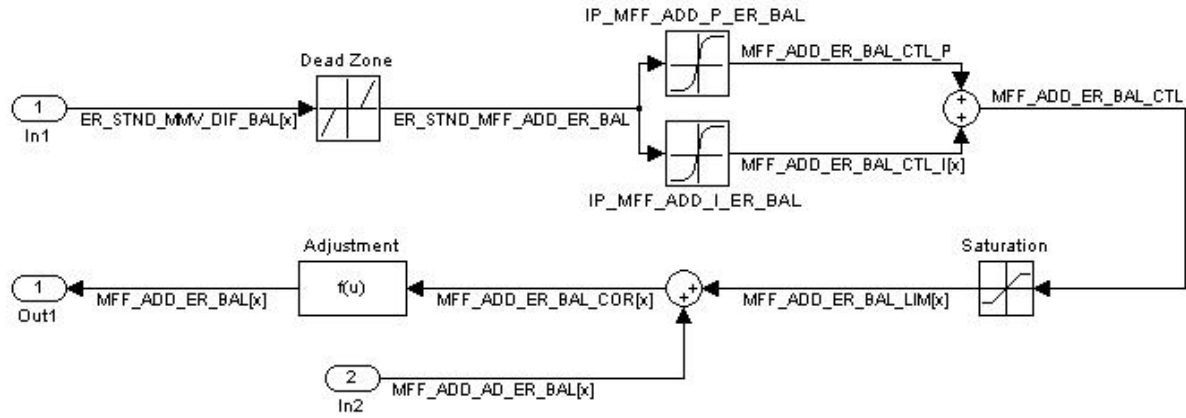 IP_MFF_ADD_P_ER_BAL
MFF_ADD_ER_BAL_CTL_P
Dead Zone
1
ER_STND_MMV_DIF_BAL[x]
ER_STND_MFF_ADD_ER_BAL
In1
+
+
MFF_ADD_ER_BAL_CTL
MFF_ADD_ER_BAL_CTL_I[x]
IP_MFF_ADD_I_ER_BAL
Adjustment
Saturation
1
f(u)
+
+
MFF_ADD_ER_BAL[x]
MFF_ADD_ER_BAL_COR[x]
MFF_ADD_ER_BAL_LIM[x]
Out1
2
MFF_ADD_AD_ER_BAL[x]
In2